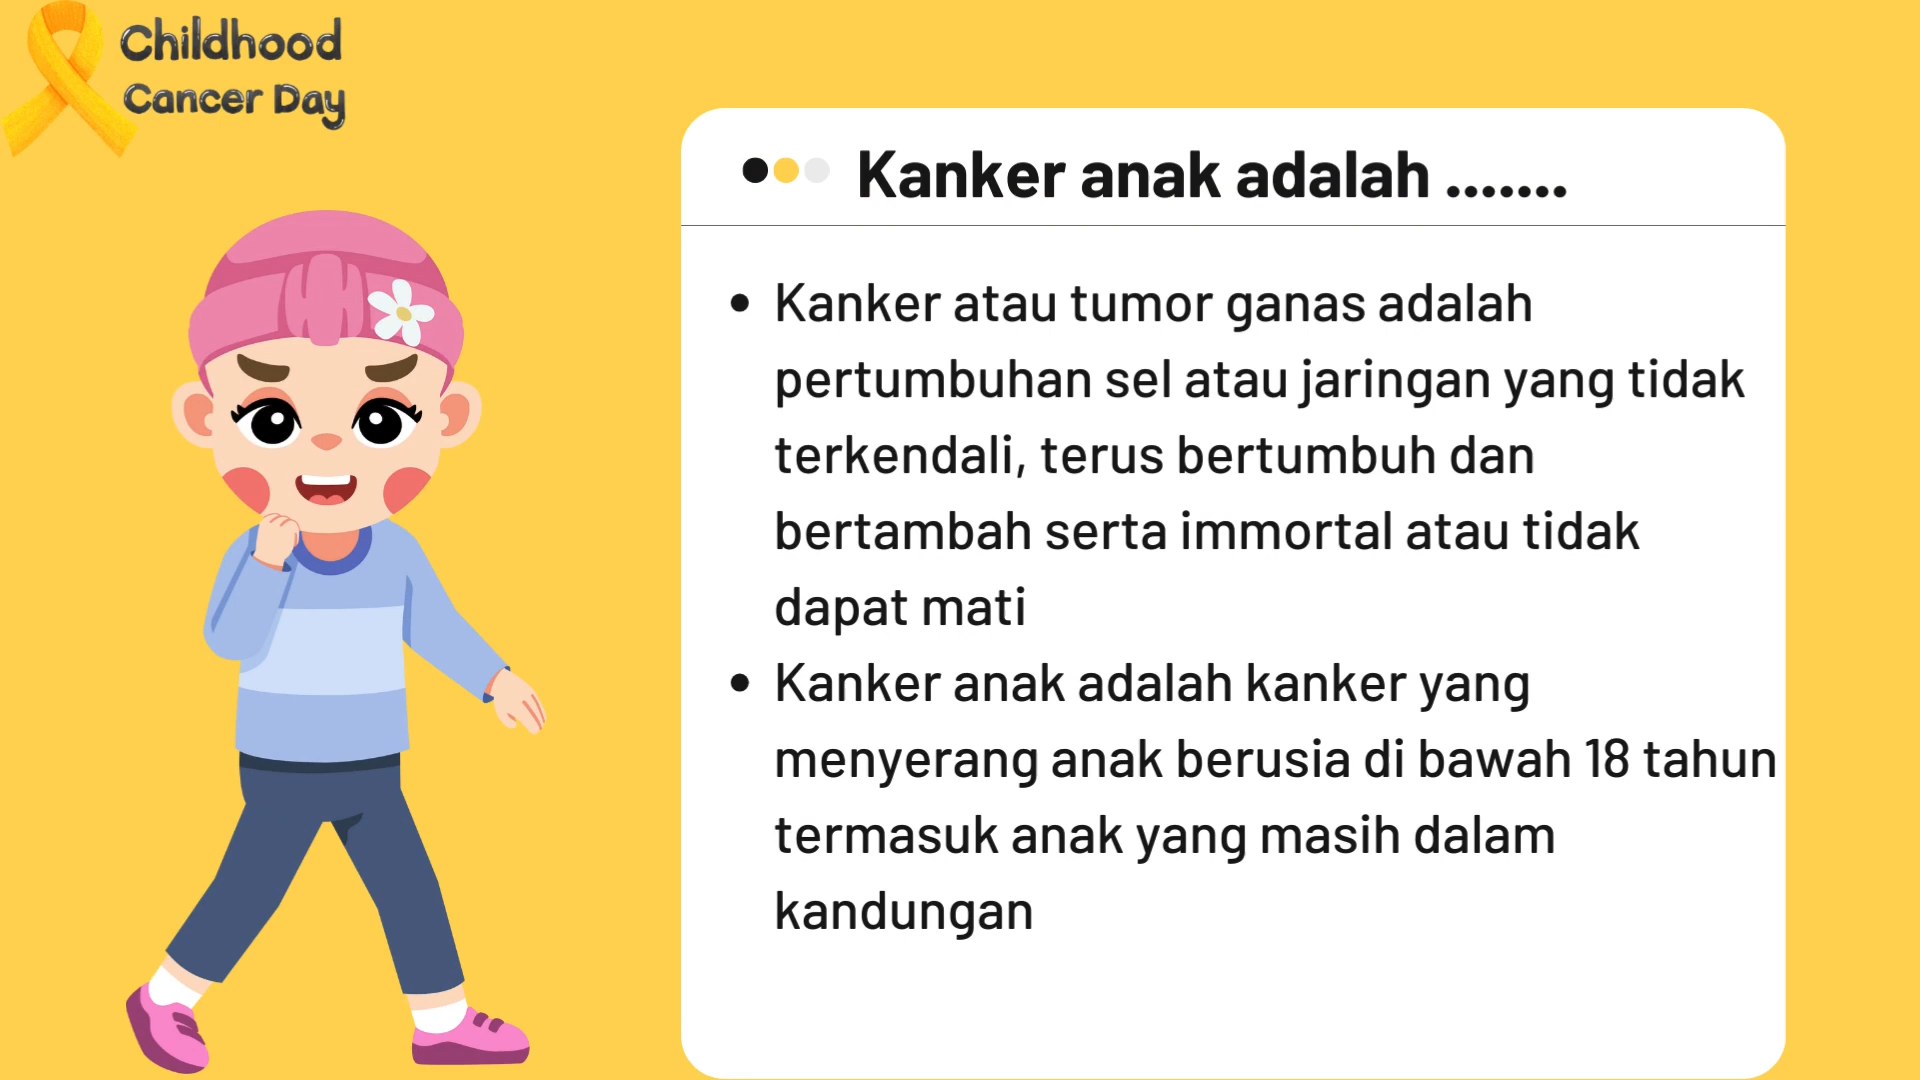 Childhood
Cancer Day
Kanker anak adalah .......
• Kanker atau tumor ganas adalah
pertumbuhan sel atau jaringan yang tidak
terkendali, terus bertumbuh dan
bertambah serta immortal atau tidak
dapat mati
• Kanker anak adalah kanker yang
menyerang anak berusia di bawah 18 tahun
termasuk anak yang masih dalam
kandungan